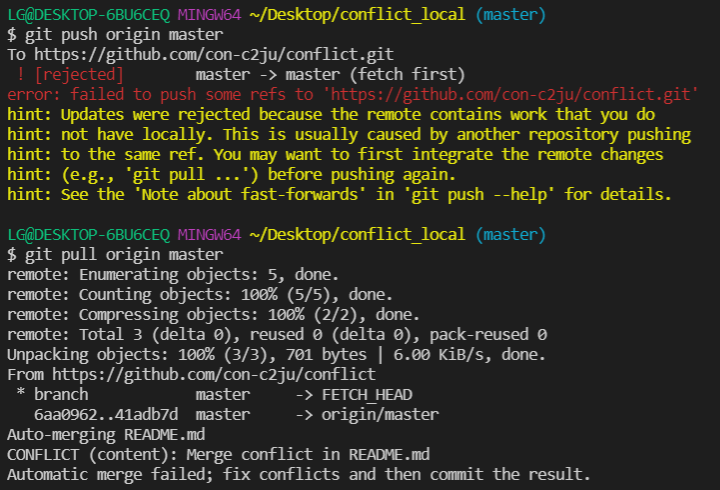 LG@DESKTOP-6BU6CEQ MINGW64 ~/Desktop/conflict_local (master)
$ git push origin master
To https://github.com/con-c2ju/conflict.git
 ! [rejected]        master -> master (fetch first)
error: failed to push some refs to 'https://github.com/con-c2ju/conflict.git'
hint: Updates were rejected because the remote contains work that you do
hint: not have locally. This is usually caused by another repository pushing
hint: to the same ref. You may want to first integrate the remote changes
hint: (e.g., 'git pull ...') before pushing again.
hint: See the 'Note about fast-forwards' in 'git push --help' for details.

LG@DESKTOP-6BU6CEQ MINGW64 ~/Desktop/conflict_local (master)
$ git pull origin master
remote: Enumerating objects: 5, done.
remote: Counting objects: 100% (5/5), done.
remote: Compressing objects: 100% (2/2), done.
remote: Total 3 (delta 0), reused 0 (delta 0), pack-reused 0
Unpacking objects: 100% (3/3), 701 bytes | 6.00 KiB/s, done.
From https://github.com/con-c2ju/conflict
 * branch            master     -> FETCH_HEAD
   6aa0962..41adb7d  master     -> origin/master
Auto-merging README.md
CONFLICT (content): Merge conflict in README.md
Automatic merge failed; fix conflicts and then commit the result.